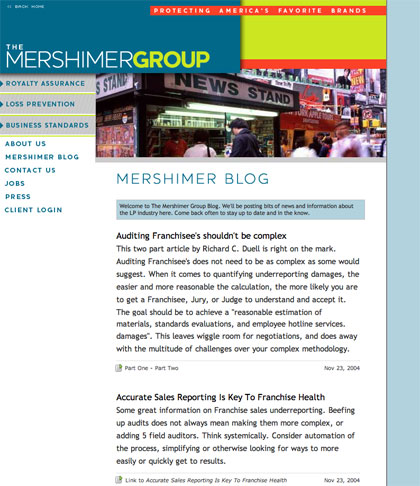 << BACK HOME
PROTECTING AMERICA'S FAVORITE BRANDS
THE
MERSHIMERGROUP
ROYALTY ASSURANCE
LOSS PREVENTION
BUSINESS STANDARDS
ABOUT US
MERSHIMER BLOG
CONTACT US
JOBS
PRESS
CLIENT LOGIN
STAND
NEWS STAND
MERSHIMER BLOG
Welcome to The Mershimer Group Blog. We'll be posting bits of news and information about
the LP industry here. Come back often to stay up to date and in the know.
Auditing Franchisee's shouldn't be complex
This two part article by Richard C. Duell is right on the mark.
Auditing Franchisee's does not need to be as complex as some would
suggest. When it comes to quantifying underreporting damages, the
easier and more reasonable the calculation, the more likely you are
to get a Franchisee, Jury, or Judge to understand and accept it.
The goal should be to achieve a "reasonable estimation of
materials, standards evaluations, and employee hotline services.
damages". This leaves wiggle room for negotiations, and does away
with the multitude of challenges over your complex methodology.
Part One - Part Two Nov 23, 2004
Accurate Sales Reporting Is Key To Franchise Health
Some great information on Franchise sales underreporting. Beefing
up audits does not always mean making them more complex, or
adding 5 field auditors. Think systemically. Consider automation of
the process, simplifying or otherwise looking for ways to more
easily or quickly get to results.
Link to Accurate Sales Reporting Is Key To Franchise Health Nov 23, 2004